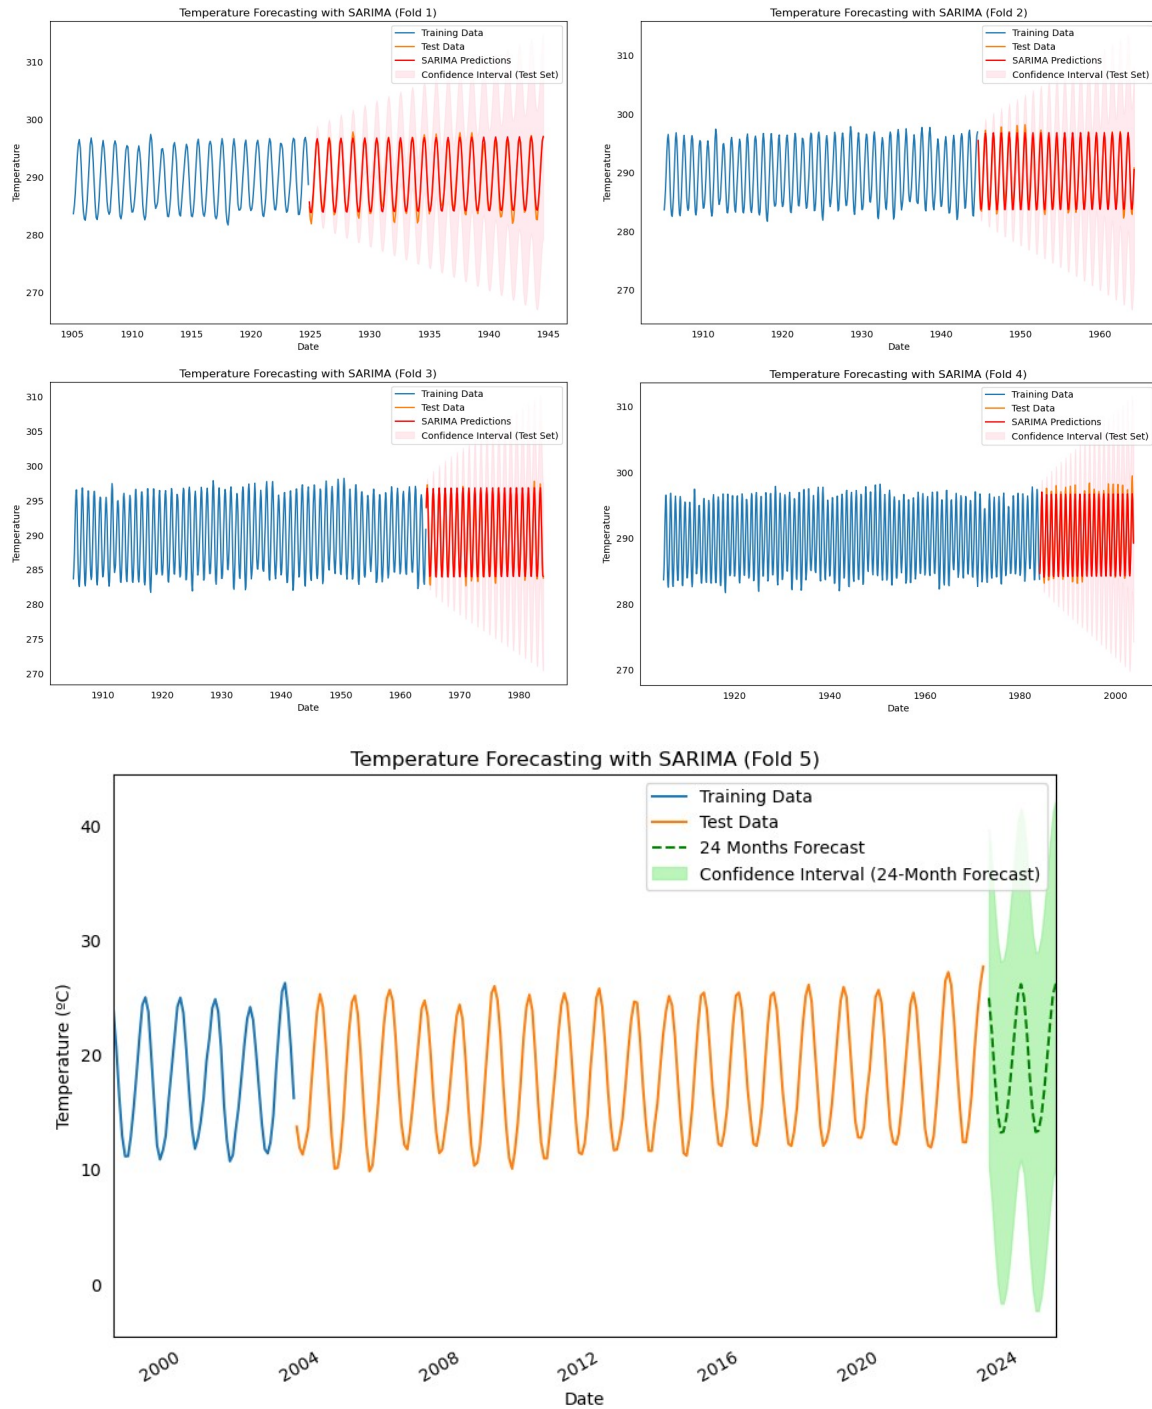 Temperature Forecasting with SARIMA (Fold 1)
Training Data
Test Data
SARIMA Predictions
Confidence Interval (Test Set)
310
300
290
280
270
Temperature
1905
1910
1915
1920
1925
1930
1935
1940
1945
Date
Temperature Forecasting with SARIMA (Fold 2)
Training Data
Test Data
SARIMA Predictions
Confidence Interval (Test Set)
310
300
290
280
270
Temperature
1910
1920
1930
1940
1950
1960
Date
Temperature Forecasting with SARIMA (Fold 3)
Training Data
Test Data
SARIMA Predictions
Confidence Interval (Test Set)
310
305
300
295
290
285
280
275
270
Temperature
1910
1920
1930
1940
1950
1960
1970
1980
Date
Temperature Forecasting with SARIMA (Fold 4)
Training Data
Test Data
SARIMA Predictions
Confidence Interval (Test Set)
310
300
290
280
270
Temperature
1920
1940
1960
1980
2000
Date
Temperature Forecasting with SARIMA (Fold 5)
Training Data
Test Data
24 Months Forecast
Confidence Interval (24-Month Forecast)
40
30
20
10
0
Temperature (ºC)
2000
2004
2008
2012
2016
2020
2024
Date